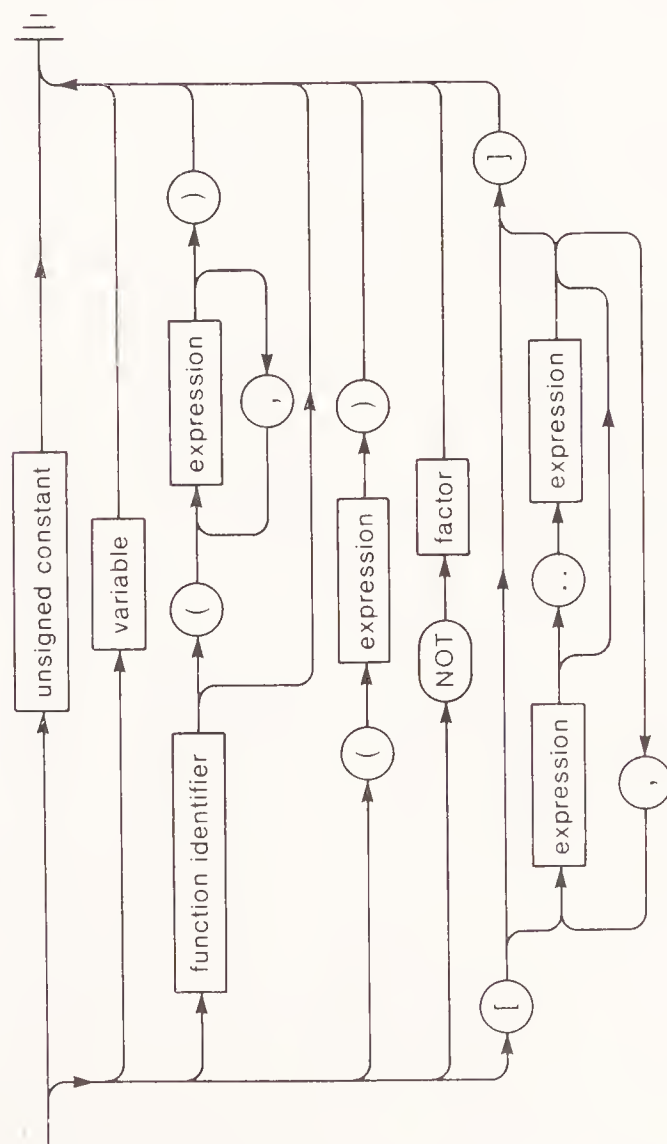 unsigned constant
variable
function identifier ( expression )
,
( expression )
NOT factor
[ ]
expression .. expression
,